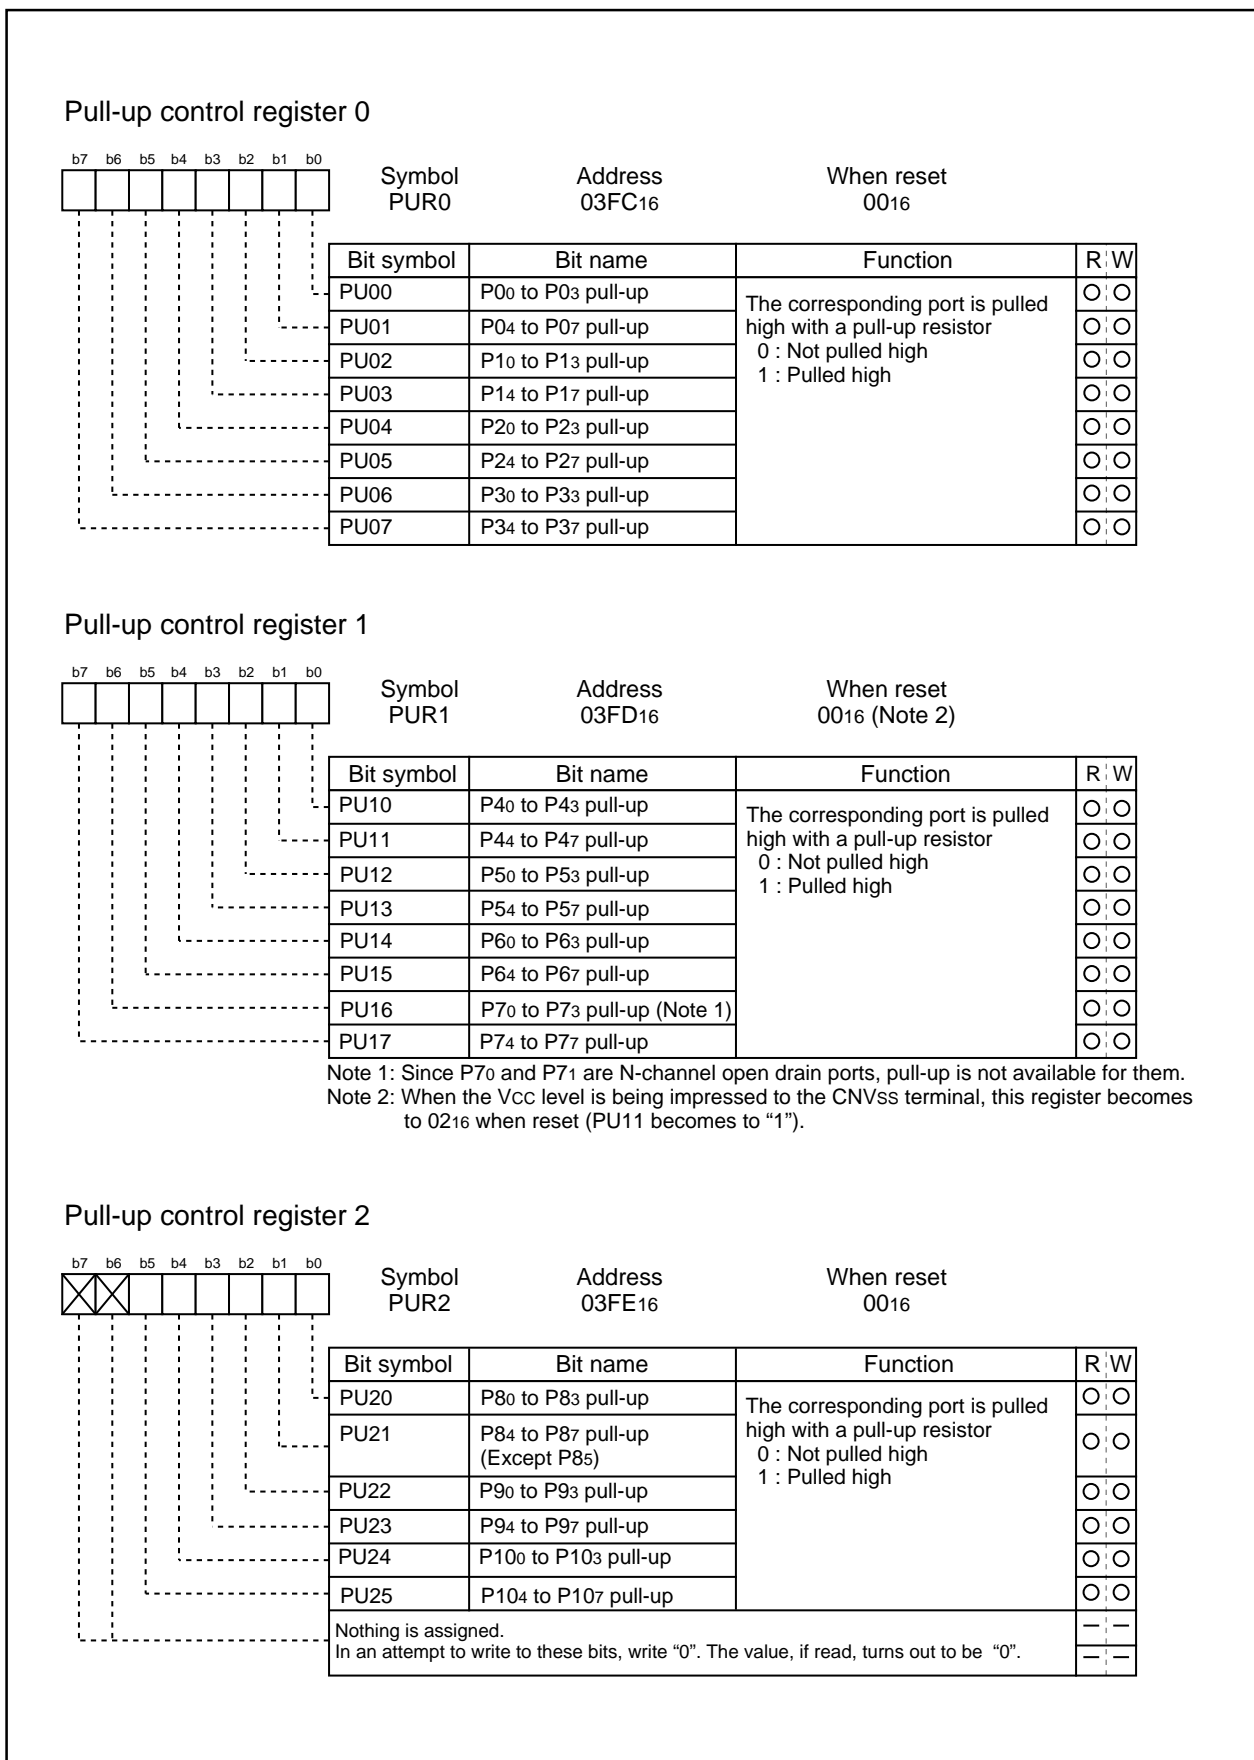 Pull-up control register 0
b7 b6 b5 b4 b3 b2 b1 b0
Symbol Address When reset
PUR0 03FC16 0016
Bit symbol Bit name Function R W
PU00 P00 to P03 pull-up The corresponding port is pulled
PU01 P04 to P07 pull-up high with a pull-up resistor
0 : Not pulled high
PU02 P10 to P13 pull-up 1 : Pulled high
PU03 P14 to P17 pull-up
PU04 P20 to P23 pull-up
PU05 P24 to P27 pull-up
PU06 P30 to P33 pull-up
PU07 P34 to P37 pull-up
Pull-up control register 1
b7 b6 b5 b4 b3 b2 b1 b0
Symbol Address When reset
PUR1 03FD16 0016 (Note 2)
Bit symbol Bit name Function R W
PU10 P40 to P43 pull-up The corresponding port is pulled
PU11 P44 to P47 pull-up high with a pull-up resistor
0 : Not pulled high
PU12 P50 to P53 pull-up 1 : Pulled high
PU13 P54 to P57 pull-up
PU14 P60 to P63 pull-up
PU15 P64 to P67 pull-up
PU16 P70 to P73 pull-up (Note 1)
PU17 P74 to P77 pull-up
Note 1: Since P70 and P71 are N-channel open drain ports, pull-up is not available for them.
Note 2: When the VCC level is being impressed to the CNVSS terminal, this register becomes
to 0216 when reset (PU11 becomes to “1”).
Pull-up control register 2
b7 b6 b5 b4 b3 b2 b1 b0
Symbol Address When reset
PUR2 03FE16 0016
Bit symbol Bit name Function R W
PU20 P80 to P83 pull-up The corresponding port is pulled
PU21 P84 to P87 pull-up high with a pull-up resistor
(Except P85) 0 : Not pulled high
PU22 P90 to P93 pull-up 1 : Pulled high
PU23 P94 to P97 pull-up
PU24 P100 to P103 pull-up
PU25 P104 to P107 pull-up
Nothing is assigned.
In an attempt to write to these bits, write “0”. The value, if read, turns out to be “0”.